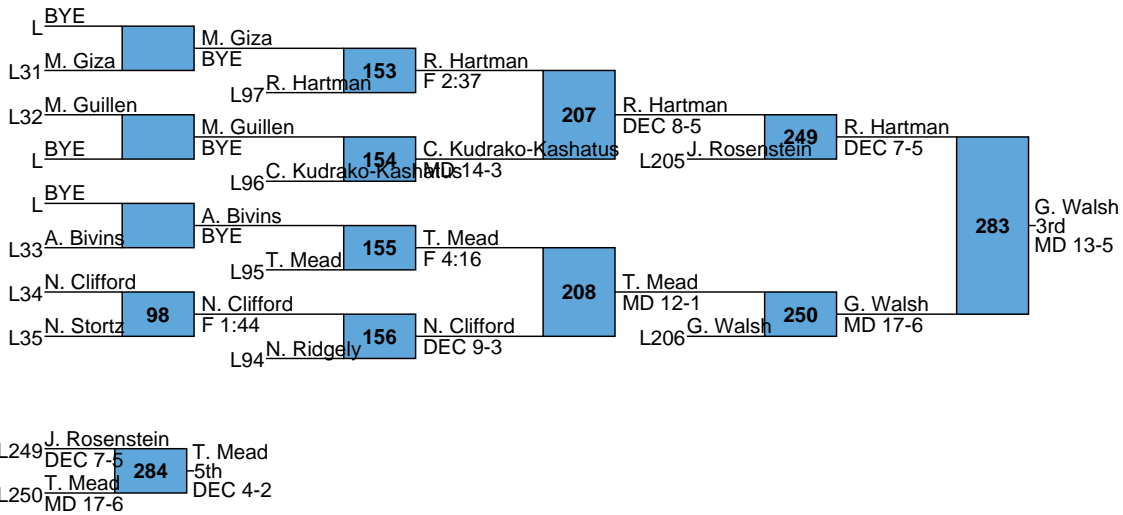 BYE
L
M. Giza
BYE
M. Giza
L31
153
R. Hartman
F 2:37
R. Hartman
L97
M. Guillen
L32
M. Guillen
BYE
207
R. Hartman
DEC 8-5
BYE
L
154
C. Kudrako-Kashatus
MD 14-3
C. Kudrako-Kashatus
L96
249
R. Hartman
DEC 7-5
J. Rosenstein
L205
BYE
L
A. Bivins
BYE
A. Bivins
L33
155
T. Mead
F 4:16
T. Mead
L95
283
G. Walsh
3rd
MD 13-5
N. Clifford
L34
98
N. Clifford
F 1:44
N. Stortz
L35
208
T. Mead
MD 12-1
156
N. Clifford
DEC 9-3
N. Ridgely
L94
250
G. Walsh
MD 17-6
G. Walsh
L206
J. Rosenstein
L249
DEC 7-5
284
T. Mead
5th
DEC 4-2
T. Mead
L250
MD 17-6